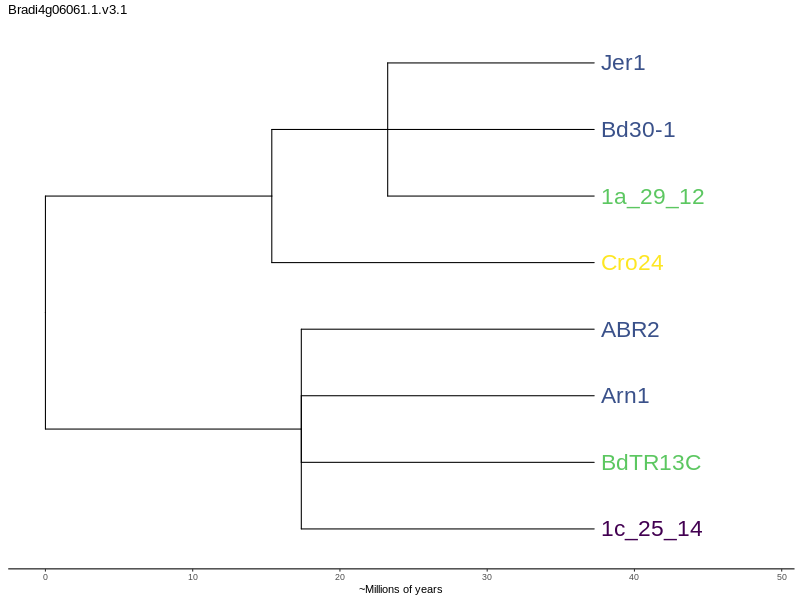 Bradi4g06061.1.v3.1
Jer1
Bd30-1
1a_29_12
Cro24
ABR2
Arn1
BdTR13C
1c_25_14
0 10 20 30 40 50
~Millions of years